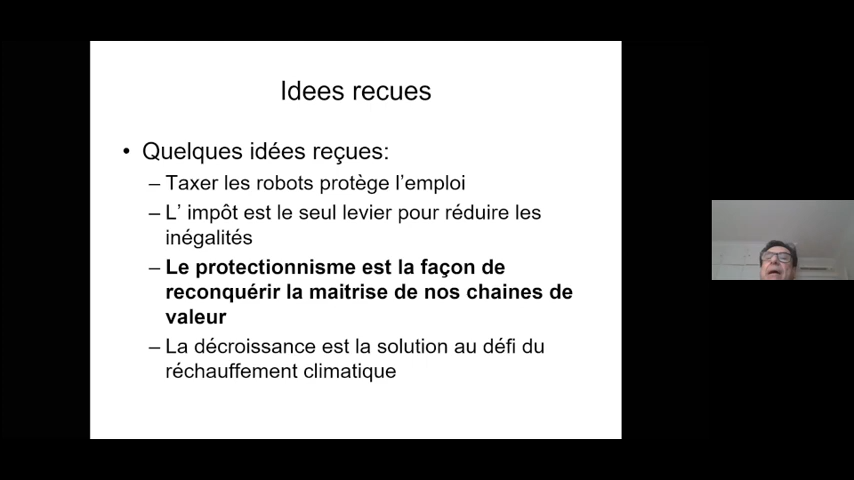 Idees recues
• Quelques idées reçues:
– Taxer les robots protège l’emploi
– L’ impôt est le seul levier pour réduire les
inégalités
– Le protectionnisme est la façon de
reconquérir la maitrise de nos chaines de
valeur
– La décroissance est la solution au défi du
réchauffement climatique